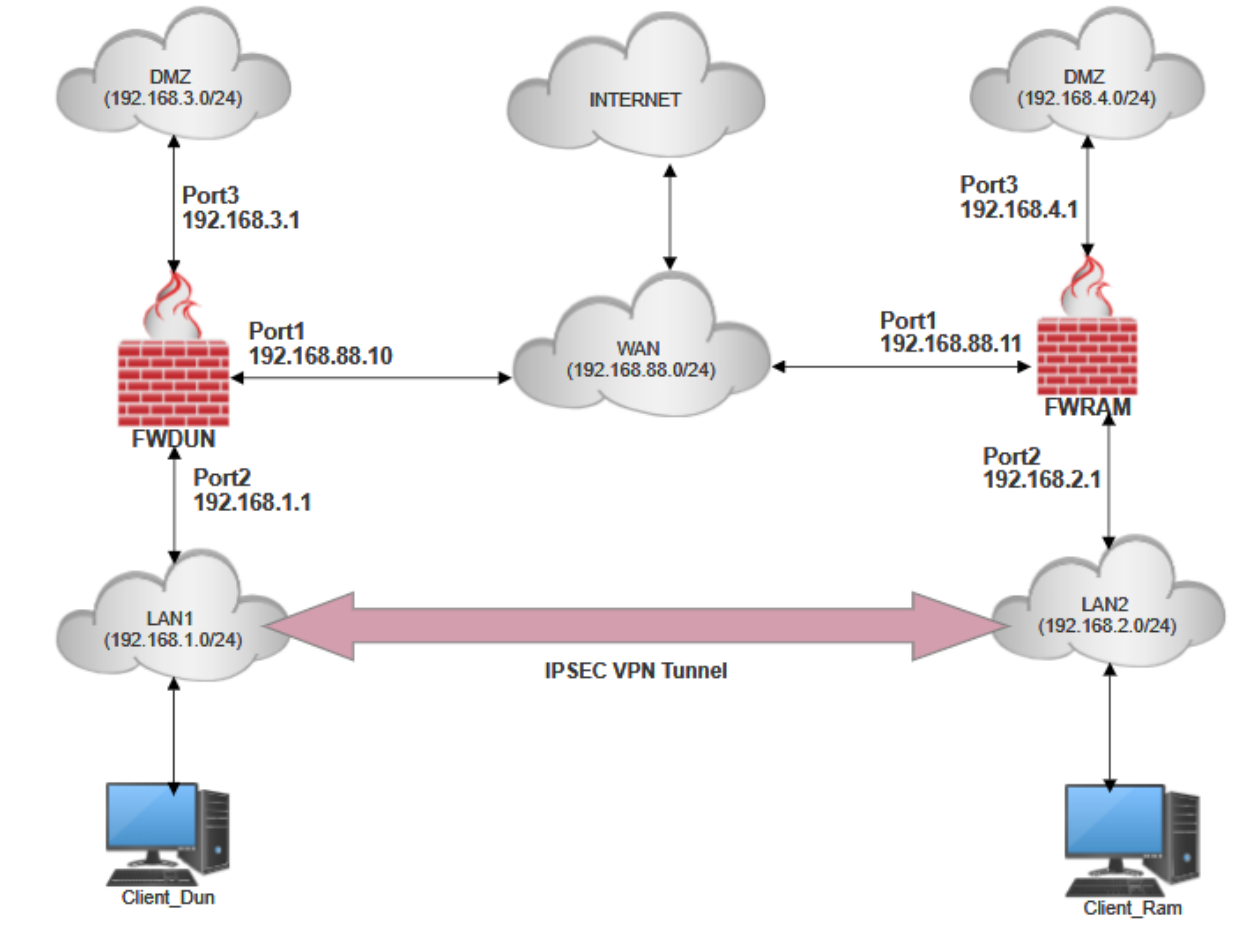 DMZ
(192.168.3.0/24)
INTERNET
DMZ
(192.168.4.0/24)
Port3
192.168.3.1
Port3
192.168.4.1
Port1
192.168.88.10
WAN
(192.168.88.0/24)
Port1
192.168.88.11
FWDUN
FWRAM
Port2
192.168.1.1
Port2
192.168.2.1
LAN1
(192.168.1.0/24)
LAN2
(192.168.2.0/24)
IPSEC VPN Tunnel
Client_Dun
Client_Ram